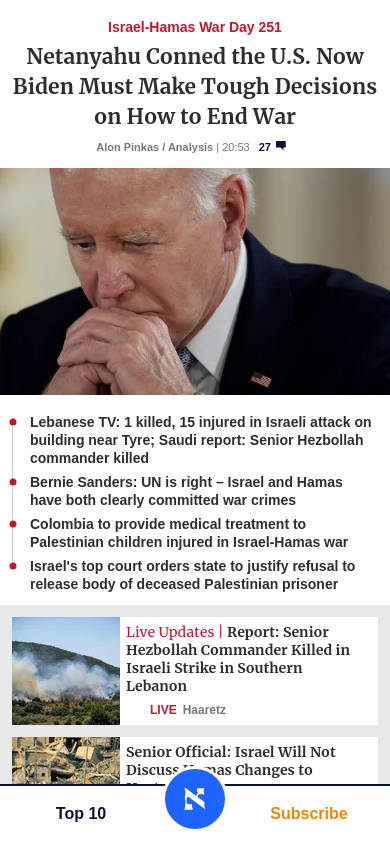 Israel-Hamas War Day 251
Netanyahu Conned the U.S. Now
Biden Must Make Tough Decisions
on How to End War
Alon Pinkas / Analysis | 20:53 27
Lebanese TV: 1 killed, 15 injured in Israeli attack on
building near Tyre; Saudi report: Senior Hezbollah
commander killed
Bernie Sanders: UN is right – Israel and Hamas
have both clearly committed war crimes
Colombia to provide medical treatment to
Palestinian children injured in Israel-Hamas war
Israel's top court orders state to justify refusal to
release body of deceased Palestinian prisoner
Live Updates | Report: Senior
Hezbollah Commander Killed in
Israeli Strike in Southern
Lebanon
LIVE Haaretz
Senior Official: Israel Will Not
Discuss Hamas Changes to
Top 10
Subscribe